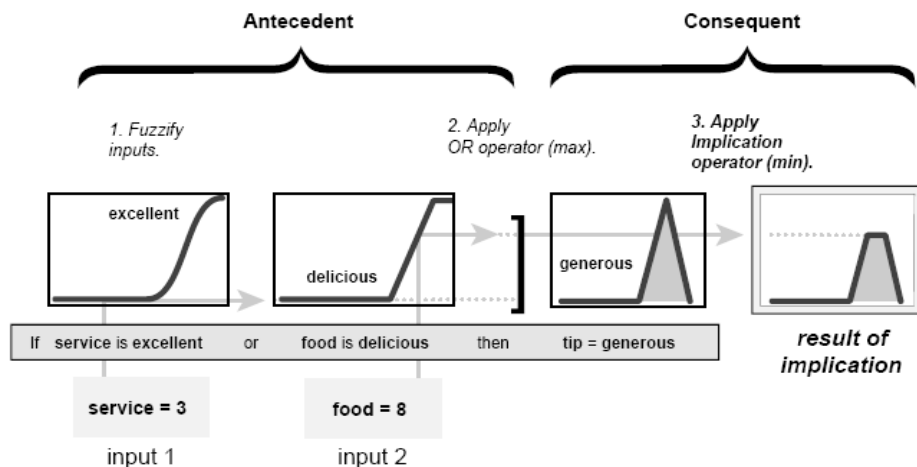 Antecedent
Consequent
1. Fuzzify
inputs.
2. Apply
OR operator (max).
3. Apply
Implication
operator (min).
excellent
delicious
generous
If service is excellent or food is delicious then tip = generous
result of
implication
service = 3
food = 8
input 1
input 2